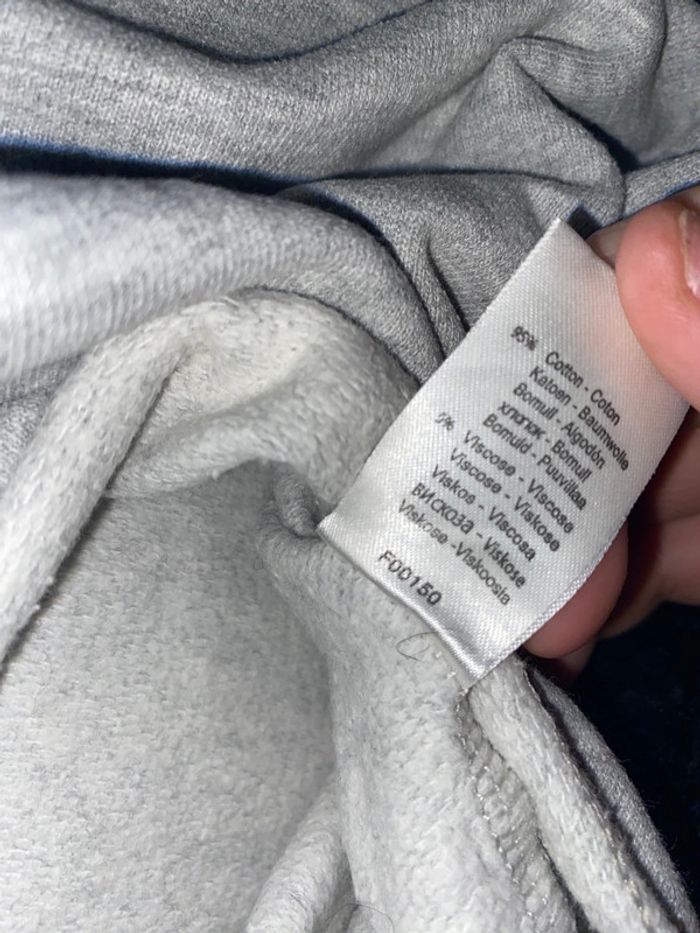 95% Cotton - Coton
Katoen - Baumwolle
Bomull - Algodón
хлопок - Bomull
Bomuld - Puuvillaa
5% Viscose - Viscose
Viscose - Viskose
Viskos - Viscosa
вискоза - Viskose
Viskose -Viskoosia
F00150